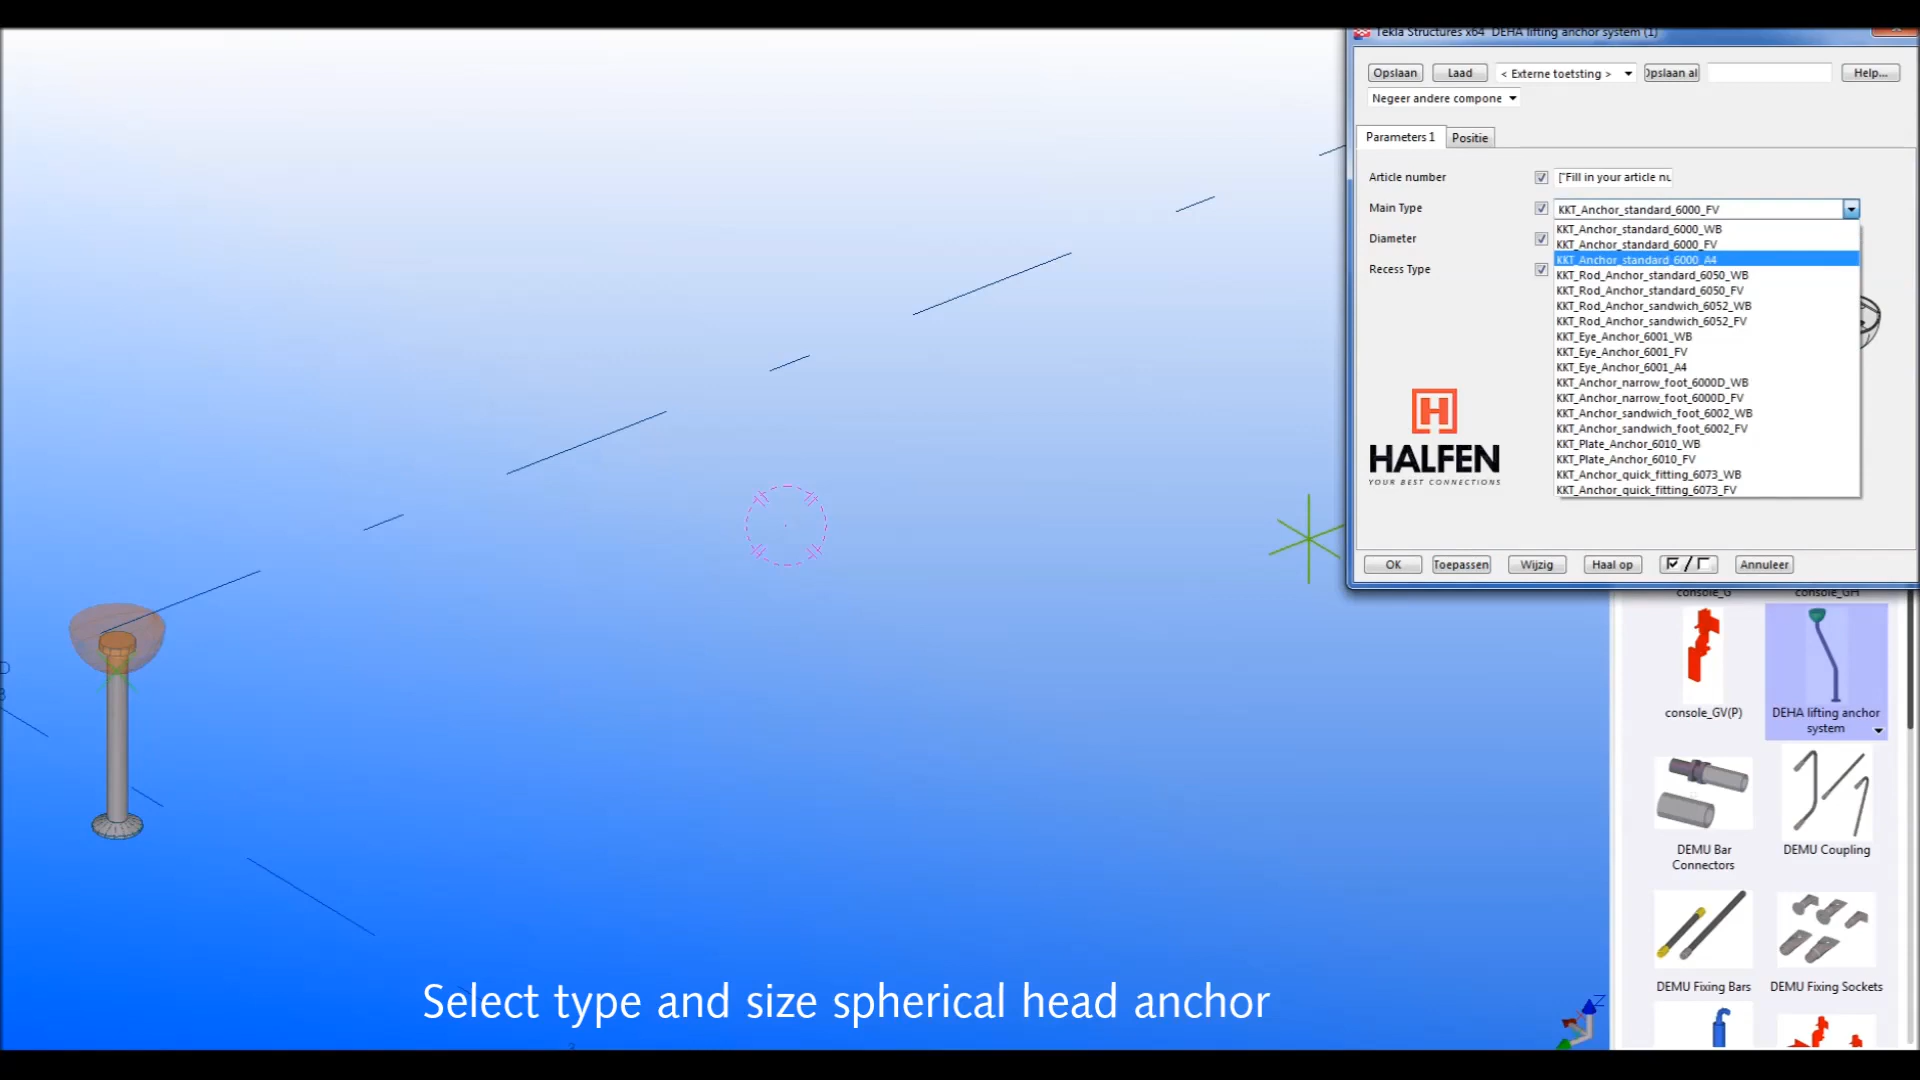 Tekla Structures x64 DEHA lifting anchor system (1)
Opslaan Laad < Externe toetsing > Opslaan al Help...
Negeer andere compone
Parameters 1 Positie
Article number ["Fill in your article nu
Main Type KKT_Anchor_standard_6000_FV
Diameter
Recess Type
KKT_Anchor_standard_6000_WB
KKT_Anchor_standard_6000_FV
KKT_Anchor_standard_6000_A4
KKT_Rod_Anchor_standard_6050_WB
KKT_Rod_Anchor_standard_6050_FV
KKT_Rod_Anchor_sandwich_6052_WB
KKT_Rod_Anchor_sandwich_6052_FV
KKT_Eye_Anchor_6001_WB
KKT_Eye_Anchor_6001_FV
KKT_Eye_Anchor_6001_A4
KKT_Anchor_narrow_foot_6000D_WB
KKT_Anchor_narrow_foot_6000D_FV
KKT_Anchor_sandwich_foot_6002_WB
KKT_Anchor_sandwich_foot_6002_FV
KKT_Plate_Anchor_6010_WB
KKT_Plate_Anchor_6010_FV
KKT_Anchor_quick_fitting_6073_WB
KKT_Anchor_quick_fitting_6073_FV
HALFEN
YOUR BEST CONNECTIONS
OK Toepassen Wijzig Haal op / Annuleer
console_G console_GH
console_GV(P) DEHA lifting anchor
system
DEMU Bar
Connectors
DEMU Coupling
DEMU Fixing Bars DEMU Fixing Sockets
Select type and size spherical head anchor
Z